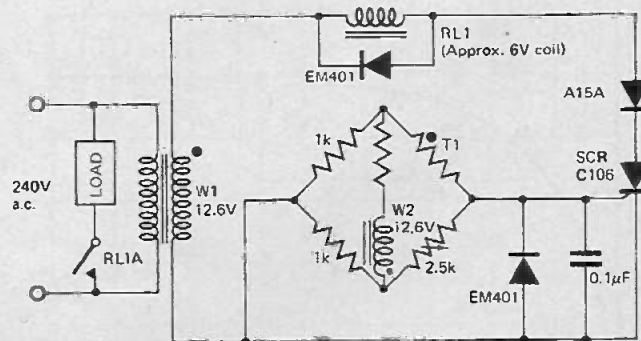 RL1
(Approx. 6V coil)
EM401
A15A
1k
T1
SCR
C106
240V
a.c.
LOAD
W1
12.6V
W2
12.6V
RL1A
1k
2.5k
EM401
0.1μF